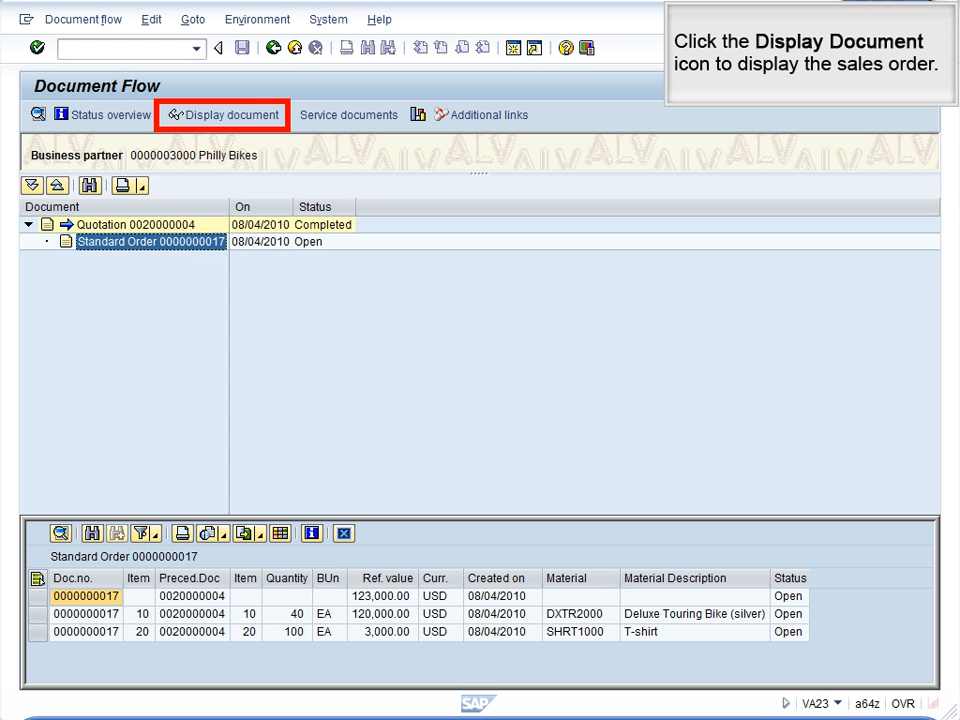 Document flow Edit Goto Environment System Help
Click the Display Document
icon to display the sales order.
Document Flow
Status overview Display document Service documents Additional links
Business partner 0000003000 Philly Bikes
Document On Status
Quotation 0020000004 08/04/2010 Completed
Standard Order 0000000017 08/04/2010 Open
Standard Order 0000000017
Doc.no. Item Preced.Doc Item Quantity BUn Ref. value Curr. Created on Material Material Description Status
0000000017 0020000004 123,000.00 USD 08/04/2010 Open
0000000017 10 0020000004 10 40 EA 120,000.00 USD 08/04/2010 DXTR2000 Deluxe Touring Bike (silver) Open
0000000017 20 0020000004 20 100 EA 3,000.00 USD 08/04/2010 SHRT1000 T-shirt Open
SAP VA23 a64z OVR